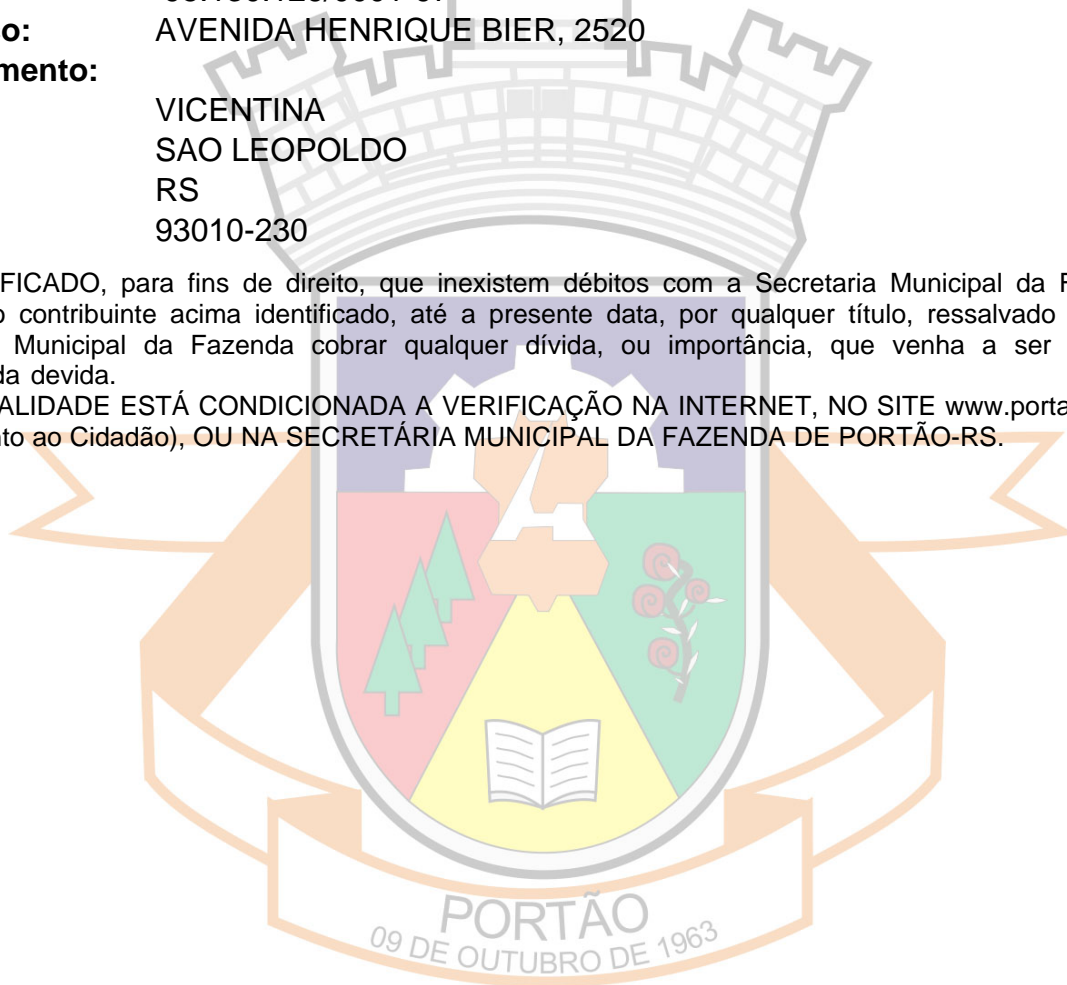 o: AVENIDA HENRIQUE BIER, 2520
mento:
VICENTINA
SAO LEOPOLDO
RS
93010-230
FICADO, para fins de direito, que inexistem débitos com a Secretaria Municipal da F
o contribuinte acima identificado, até a presente data, por qualquer título, ressalvado
Municipal da Fazenda cobrar qualquer dívida, ou importância, que venha a ser
da devida.
ALIDADE ESTÁ CONDICIONADA A VERIFICAÇÃO NA INTERNET, NO SITE www.porta
nto ao Cidadão), OU NA SECRETÁRIA MUNICIPAL DA FAZENDA DE PORTÃO-RS.
PORTÃO
09 DE OUTUBRO DE 1963